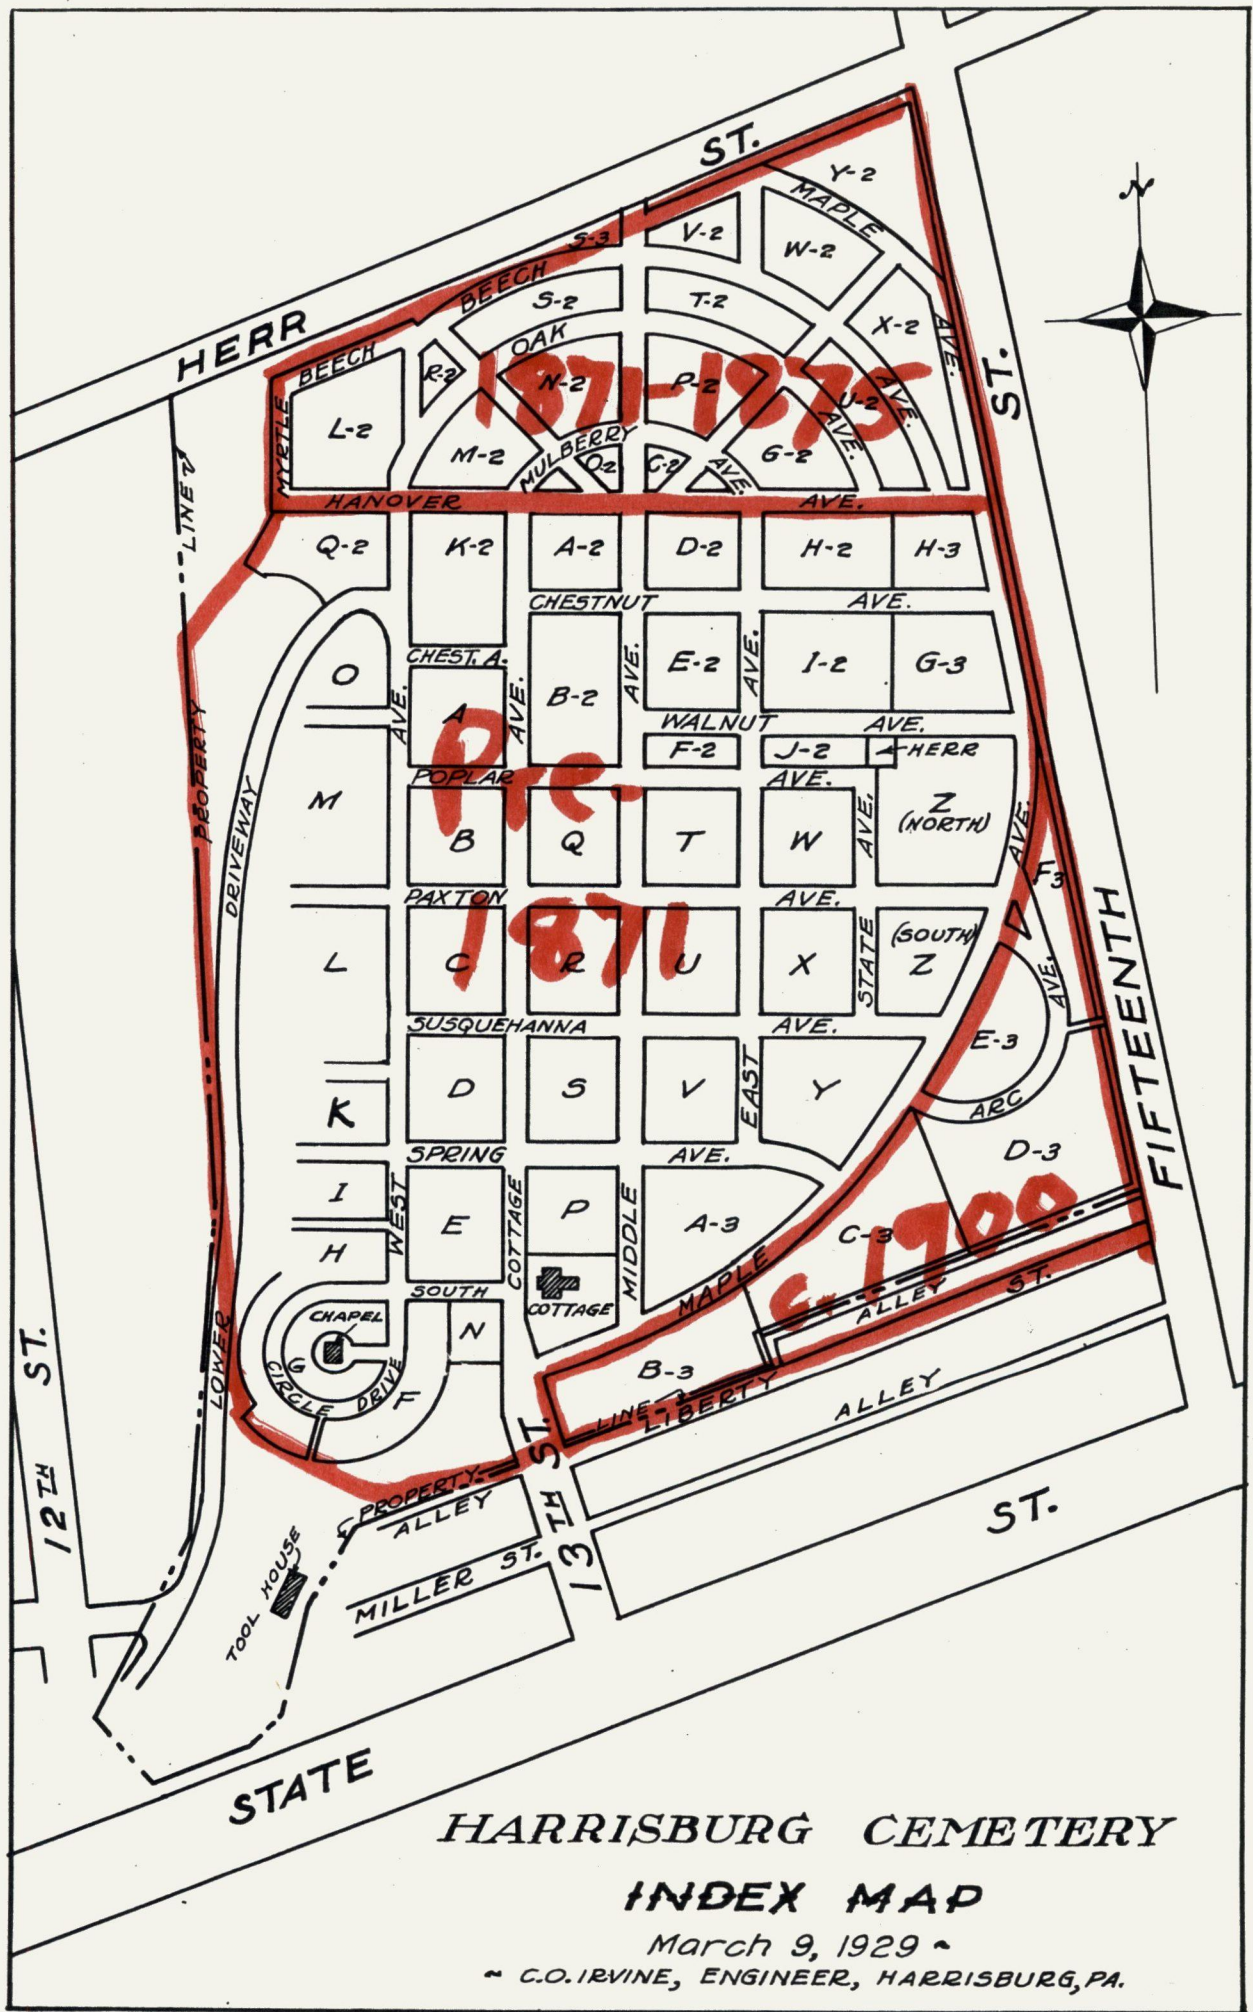 ST.
HERR
Y-2
MAPLE
AVE.
N
S-3
V-2
W-2
BEECH
S-2
T-2
X-2
OAK
AVE.
BEECH
R-2
N-2
P-2
U-2
1871-1875
ST.
L-2
M-2
MULBERRY
O-2
C-2
AVE.
G-2
AVE.
MYRTLE
LINE
HANOVER AVE.
Q-2
K-2
A-2
D-2
H-2
H-3
CHESTNUT AVE.
O
CHEST. A.
E-2
I-2
G-3
AVE.
AVE.
AVE.
AVE.
A
B-2
WALNUT AVE.
F-2
J-2
HERR
Pre.
POPLAR AVE.
PROPERTY
M
DRIVEWAY
B
Q
T
W
AVE.
Z
(NORTH)
AVE.
F3
PAXTON AVE.
1871
L
C
R
U
X
STATE
(SOUTH)
Z
AVE.
FIFTEENTH
SUSQUEHANNA AVE.
E-3
K
D
S
V
EAST
Y
ARC
SPRING AVE.
D-3
I
WEST
E
COTTAGE
P
MIDDLE
A-3
C-3
c. 1900
H
SOUTH
COTTAGE
MAPLE
ALLEY ST.
CHAPEL
N
G
CIRCLE DRIVE
F
LOWER
B-3
LINE
LIBERTY
ALLEY
12TH ST.
13TH ST.
PROPERTY
ALLEY
ST.
TOOL HOUSE
MILLER ST.
STATE
HARRISBURG CEMETERY
INDEX MAP
March 9, 1929 ~
~ C.O. IRVINE, ENGINEER, HARRISBURG, PA.